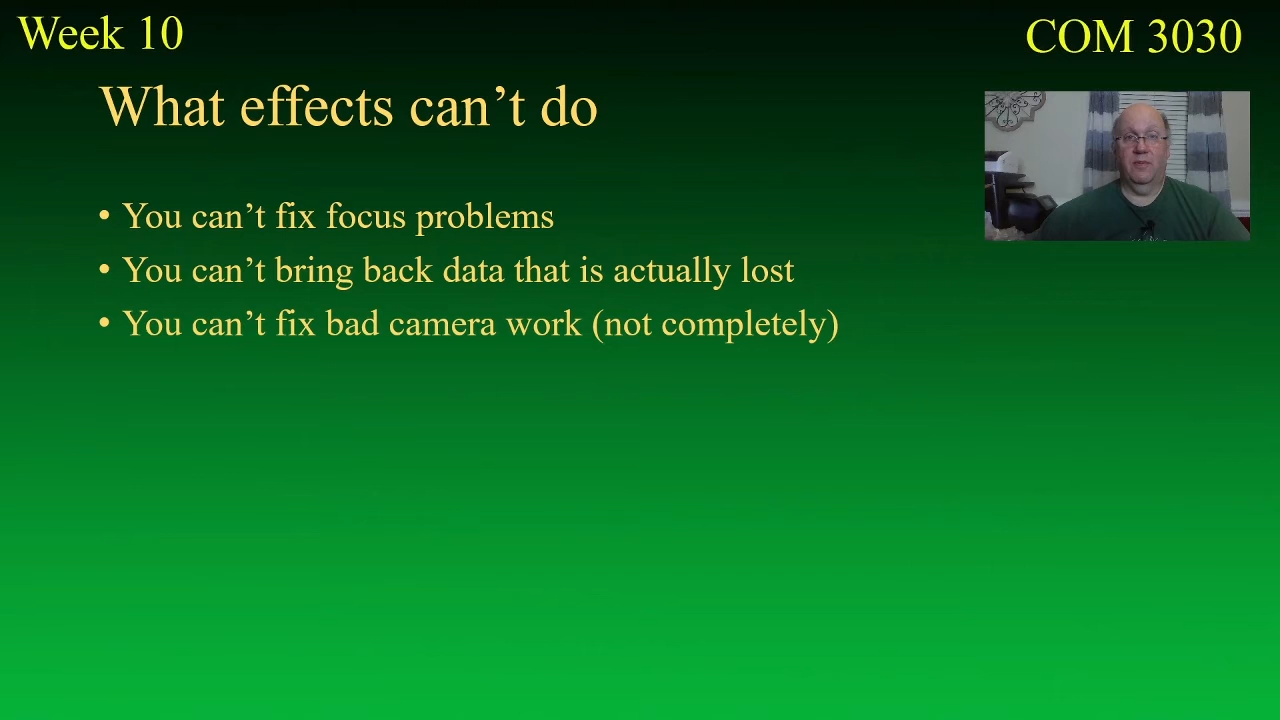 Week 10
COM 3030
What effects can’t do
• You can’t fix focus problems
• You can’t bring back data that is actually lost
• You can’t fix bad camera work (not completely)